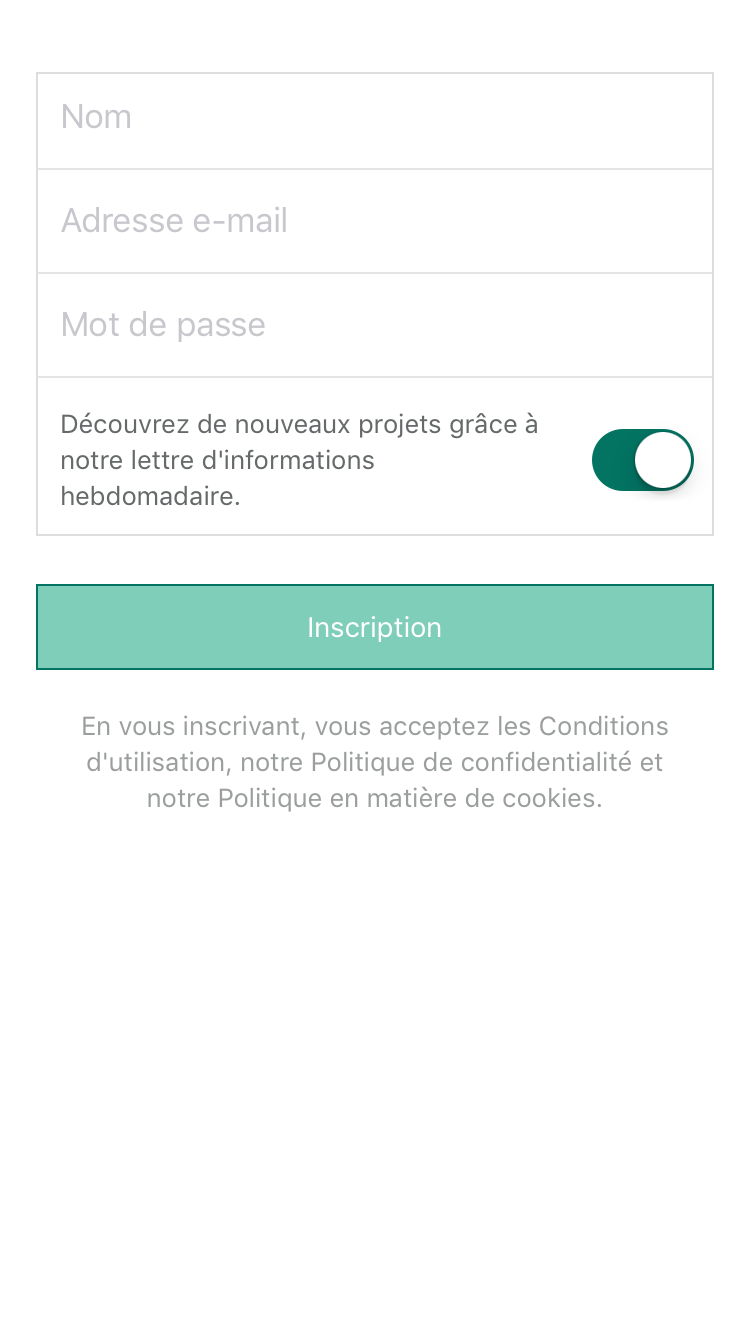 Nom
Adresse e-mail
Mot de passe
Découvrez de nouveaux projets grâce à
notre lettre d'informations
hebdomadaire.
Inscription
En vous inscrivant, vous acceptez les Conditions
d'utilisation, notre Politique de confidentialité et
notre Politique en matière de cookies.